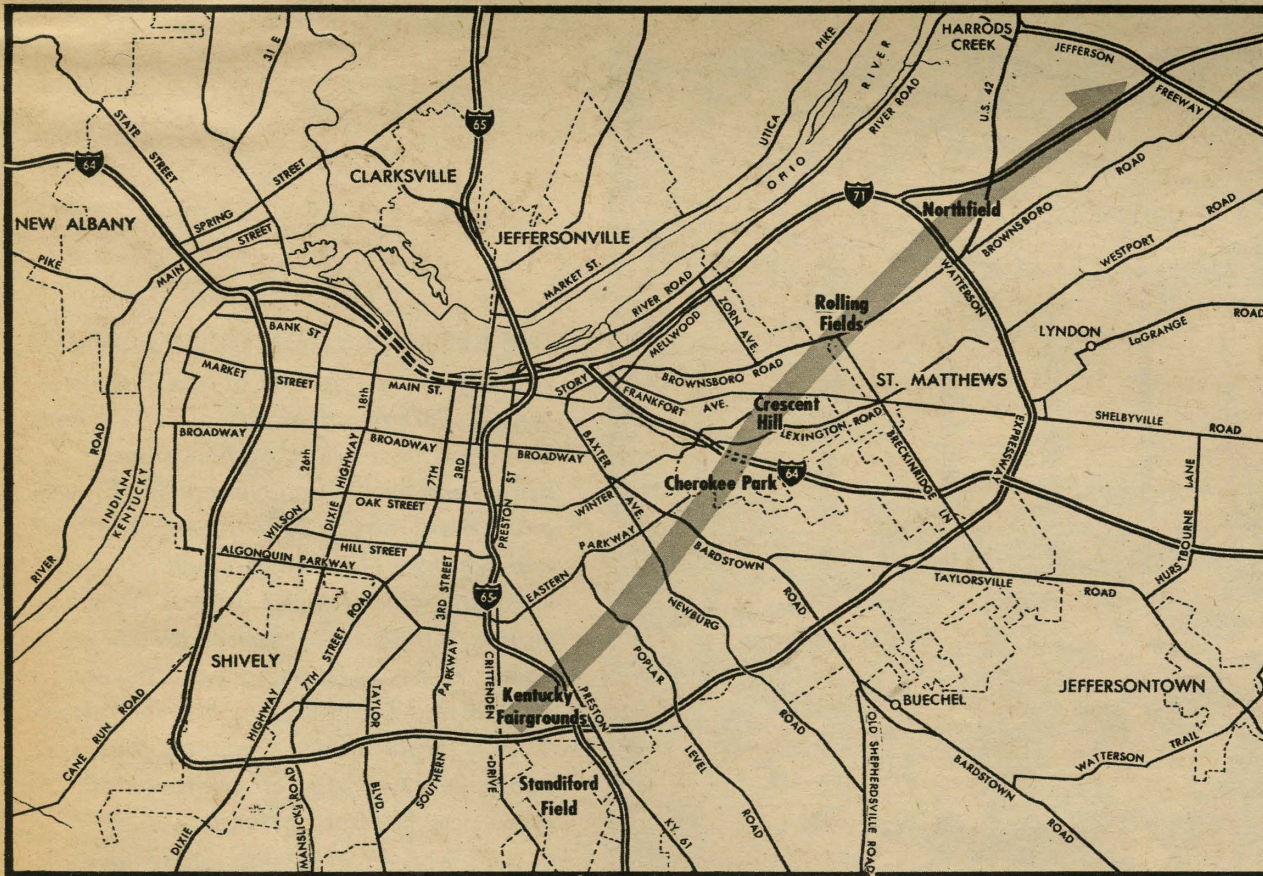 HARRODS
CREEK
JEFFERSON
FREEWAY
31 E
65
PIKE
UTICA
RIVER
OHIO
RIVER ROAD
U.S. 42
STATE
STREET
64
CLARKSVILLE
STREET
SPRING
NEW ALBANY
STREET
MAIN
PIKE
JEFFERSONVILLE
MARKET ST.
71
Northfield
BROWNSBORO
ROAD
WESTPORT
ROAD
WATTERSON
EXPRESSWAY
RIVER ROAD
MELLWOOD
ZORN AVE.
Rolling
Fields
LYNDON
LaGRANGE
ROAD
BANK ST
MARKET
STREET
MAIN ST.
18th
STORY
BROWNSBORO ROAD
FRANKFORT AVE.
ST. MATTHEWS
Crescent
Hill
LEXINGTON ROAD
SHELBYVILLE
ROAD
ROAD
BROADWAY
BROADWAY
BROADWAY
26th
DIXIE HIGHWAY
7TH
3RD
PRESTON ST
BAXTER
AVE.
BRECKINRIDGE
LN
64
Cherokee Park
INDIANA
KENTUCKY
WILSON
OAK STREET
WINTER
HURSTBOURNE LANE
HILL STREET
ALGONQUIN PARKWAY
PARKWAY
EASTERN
BARDSTOWN
ROAD
TAYLORSVILLE
ROAD
RIVER
65
3RD STREET
7TH STREET ROAD
NEWBURG
ROAD
SHIVELY
POPLAR
LEVEL
ROAD
CANE RUN ROAD
HIGHWAY
DIXIE
TAYLOR
BLVD.
PARKWAY
SOUTHERN
CRITTENDEN
DRIVE
Kentucky
Fairgrounds
PRESTON
KY. 61
BUECHEL
JEFFERSONTOWN
OLD SHEPHERDSVILLE ROAD
BARDSTOWN
ROAD
WATTERSON
TRAIL
MANSLICK ROAD
Standiford
Field